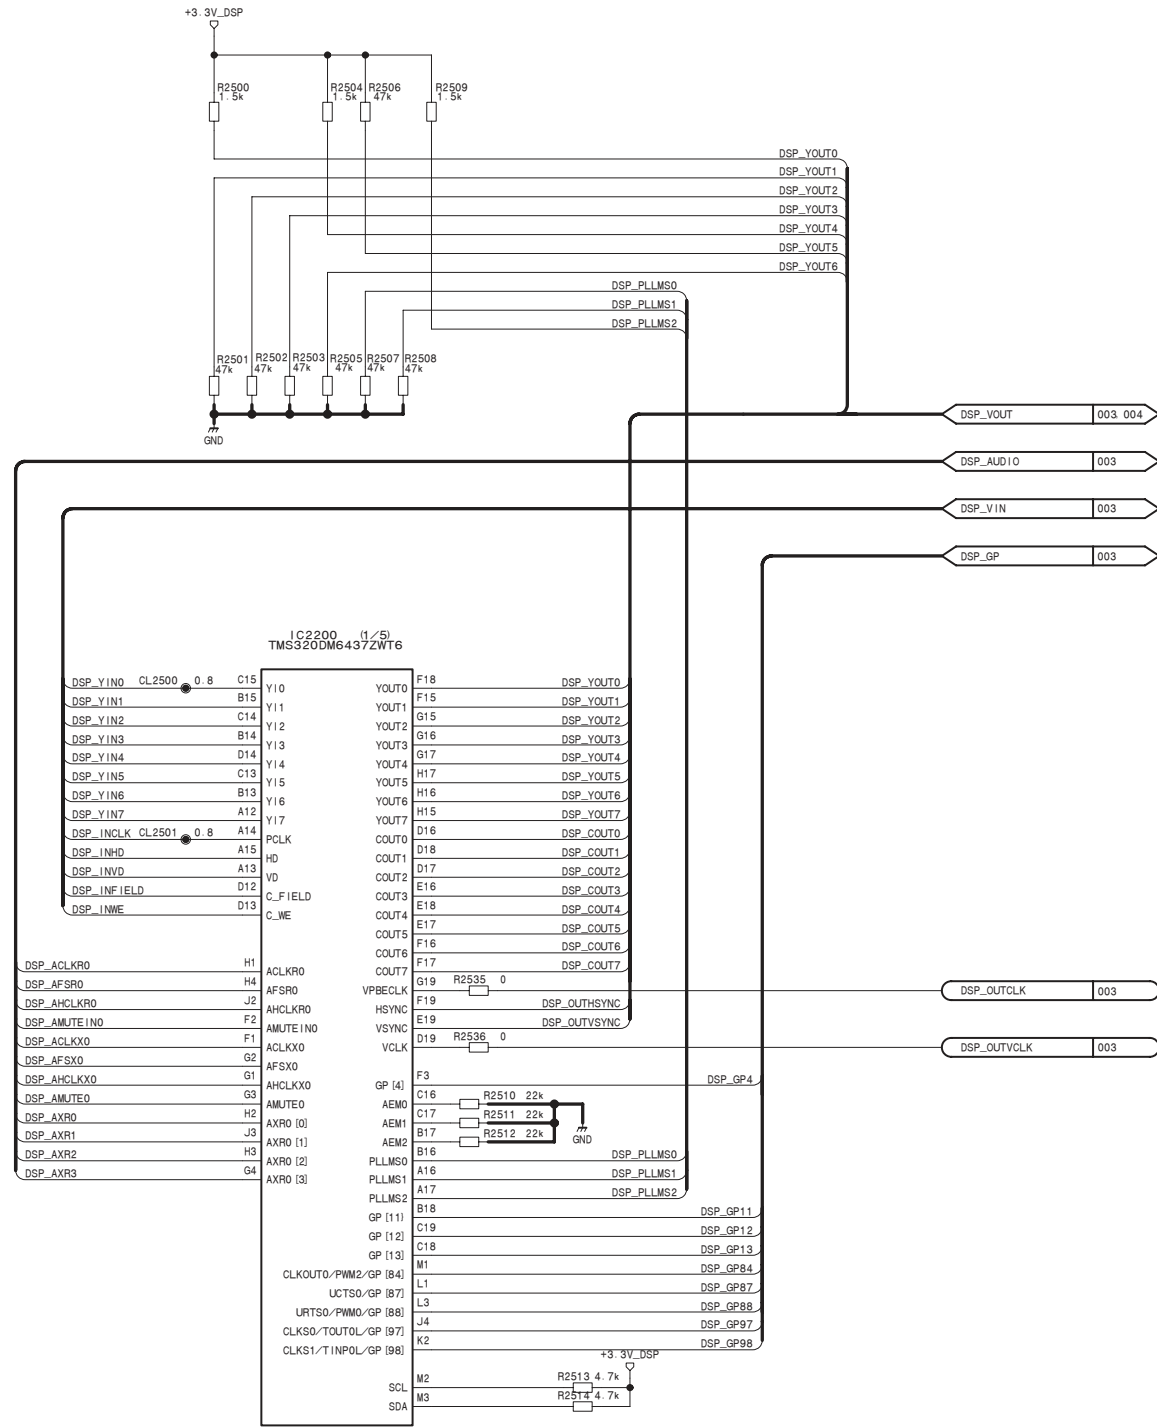 +3.3V_DSP
R2500 R2504 R2506 R2509
1.5k 1.5k 47k 1.5k
DSP_YOUT0
DSP_YOUT1
DSP_YOUT2
DSP_YOUT3
DSP_YOUT4
DSP_YOUT5
DSP_YOUT6
DSP_PLLMS0
DSP_PLLMS1
DSP_PLLMS2
R2501 R2502 R2503 R2505 R2507 R2508
47k 47k 47k 47k 47k 47k
GND
DSP_VOUT 003 004
DSP_AUDIO 003
DSP_VIN 003
DSP_GP 003
IC2200 (1/5)
TMS320DM6437ZWT6
DSP_YIN0 CL2500 0.8 C15 YI0 YOUT0 F18 DSP_YOUT0
DSP_YIN1 B15 YI1 YOUT1 F15 DSP_YOUT1
DSP_YIN2 C14 YI2 YOUT2 G15 DSP_YOUT2
DSP_YIN3 B14 YI3 YOUT3 G16 DSP_YOUT3
DSP_YIN4 D14 YI4 YOUT4 G17 DSP_YOUT4
DSP_YIN5 C13 YI5 YOUT5 H17 DSP_YOUT5
DSP_YIN6 B13 YI6 YOUT6 H16 DSP_YOUT6
DSP_YIN7 A12 YI7 YOUT7 H15 DSP_YOUT7
DSP_INCLK CL2501 0.8 A14 PCLK COUT0 D16 DSP_COUT0
DSP_INHD A15 HD COUT1 D18 DSP_COUT1
DSP_INVD A13 VD COUT2 D17 DSP_COUT2
DSP_INFIELD D12 C_FIELD COUT3 E16 DSP_COUT3
DSP_INWE D13 C_WE COUT4 E18 DSP_COUT4
COUT5 E17 DSP_COUT5
COUT6 F16 DSP_COUT6
DSP_ACLKR0 H1 ACLKR0 COUT7 F17 DSP_COUT7
DSP_AFSR0 H4 AFSR0 VPBECLK G19 R2535 0 DSP_OUTCLK 003
DSP_AHCLKR0 J2 AHCLKR0 HSYNC F19 DSP_OUTHSYNC
DSP_AMUTEIN0 F2 AMUTEIN0 VSYNC E19 DSP_OUTVSYNC
DSP_ACLKX0 F1 ACLKX0 VCLK D19 R2536 0 DSP_OUTVCLK 003
DSP_AFSX0 G2 AFSX0
DSP_AHCLKX0 G1 AHCLKX0 GP[4] F3 DSP_GP4
DSP_AMUTE0 G3 AMUTE0 AEM0 C16 R2510 22k
DSP_AXR0 H2 AXR0[0] AEM1 C17 R2511 22k
DSP_AXR1 J3 AXR0[1] AEM2 B17 R2512 22k GND
DSP_AXR2 H3 AXR0[2] PLLMS0 B16 DSP_PLLMS0
DSP_AXR3 G4 AXR0[3] PLLMS1 A16 DSP_PLLMS1
PLLMS2 A17 DSP_PLLMS2
GP[11] B18 DSP_GP11
GP[12] C19 DSP_GP12
GP[13] C18 DSP_GP13
CLKOUT0/PWM2/GP[84] M1 DSP_GP84
UCTS0/GP[87] L1 DSP_GP87
URTS0/PWM0/GP[88] L3 DSP_GP88
CLKS0/TOUT0L/GP[97] J4 DSP_GP97
CLKS1/TINP0L/GP[98] K2 DSP_GP98
+3.3V_DSP
SCL M2 R2513 4.7k
SDA M3 R2514 4.7k